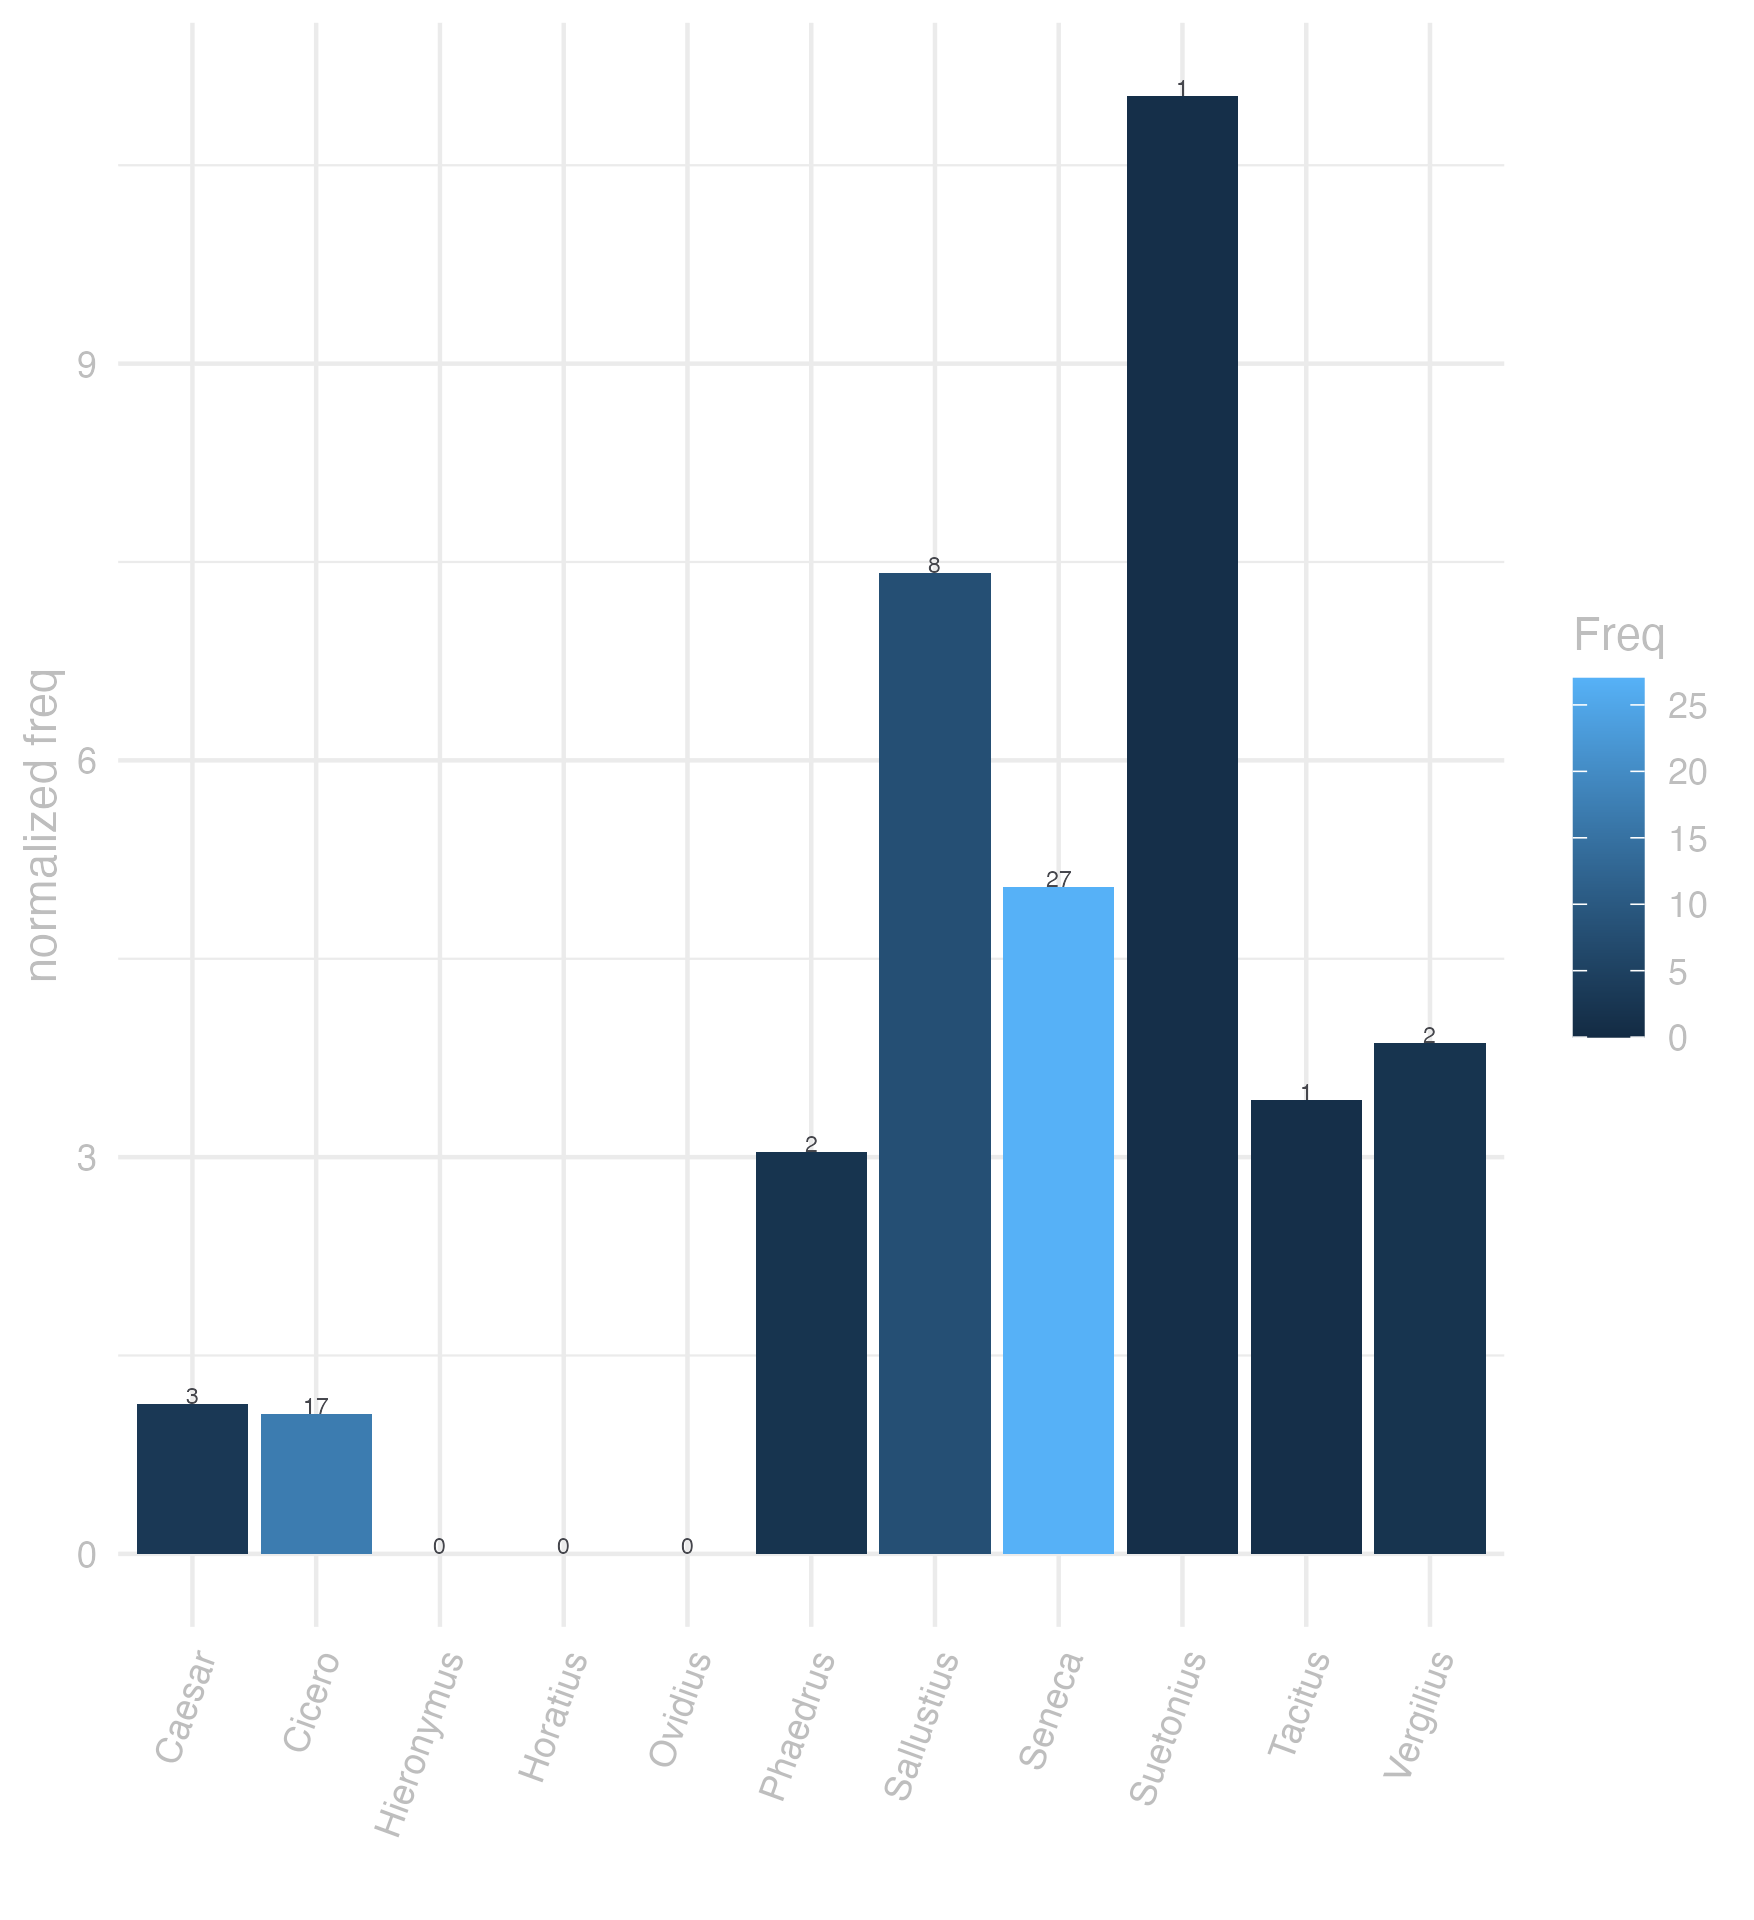 1
9
8
Freq
normalized freq
25
6
20
15
27
10
5
2
0
1
3
2
3
17
0
0
0
0
Caesar
Cicero
Hieronymus
Horatius
Ovidius
Phaedrus
Sallustius
Seneca
Suetonius
Tacitus
Vergilius